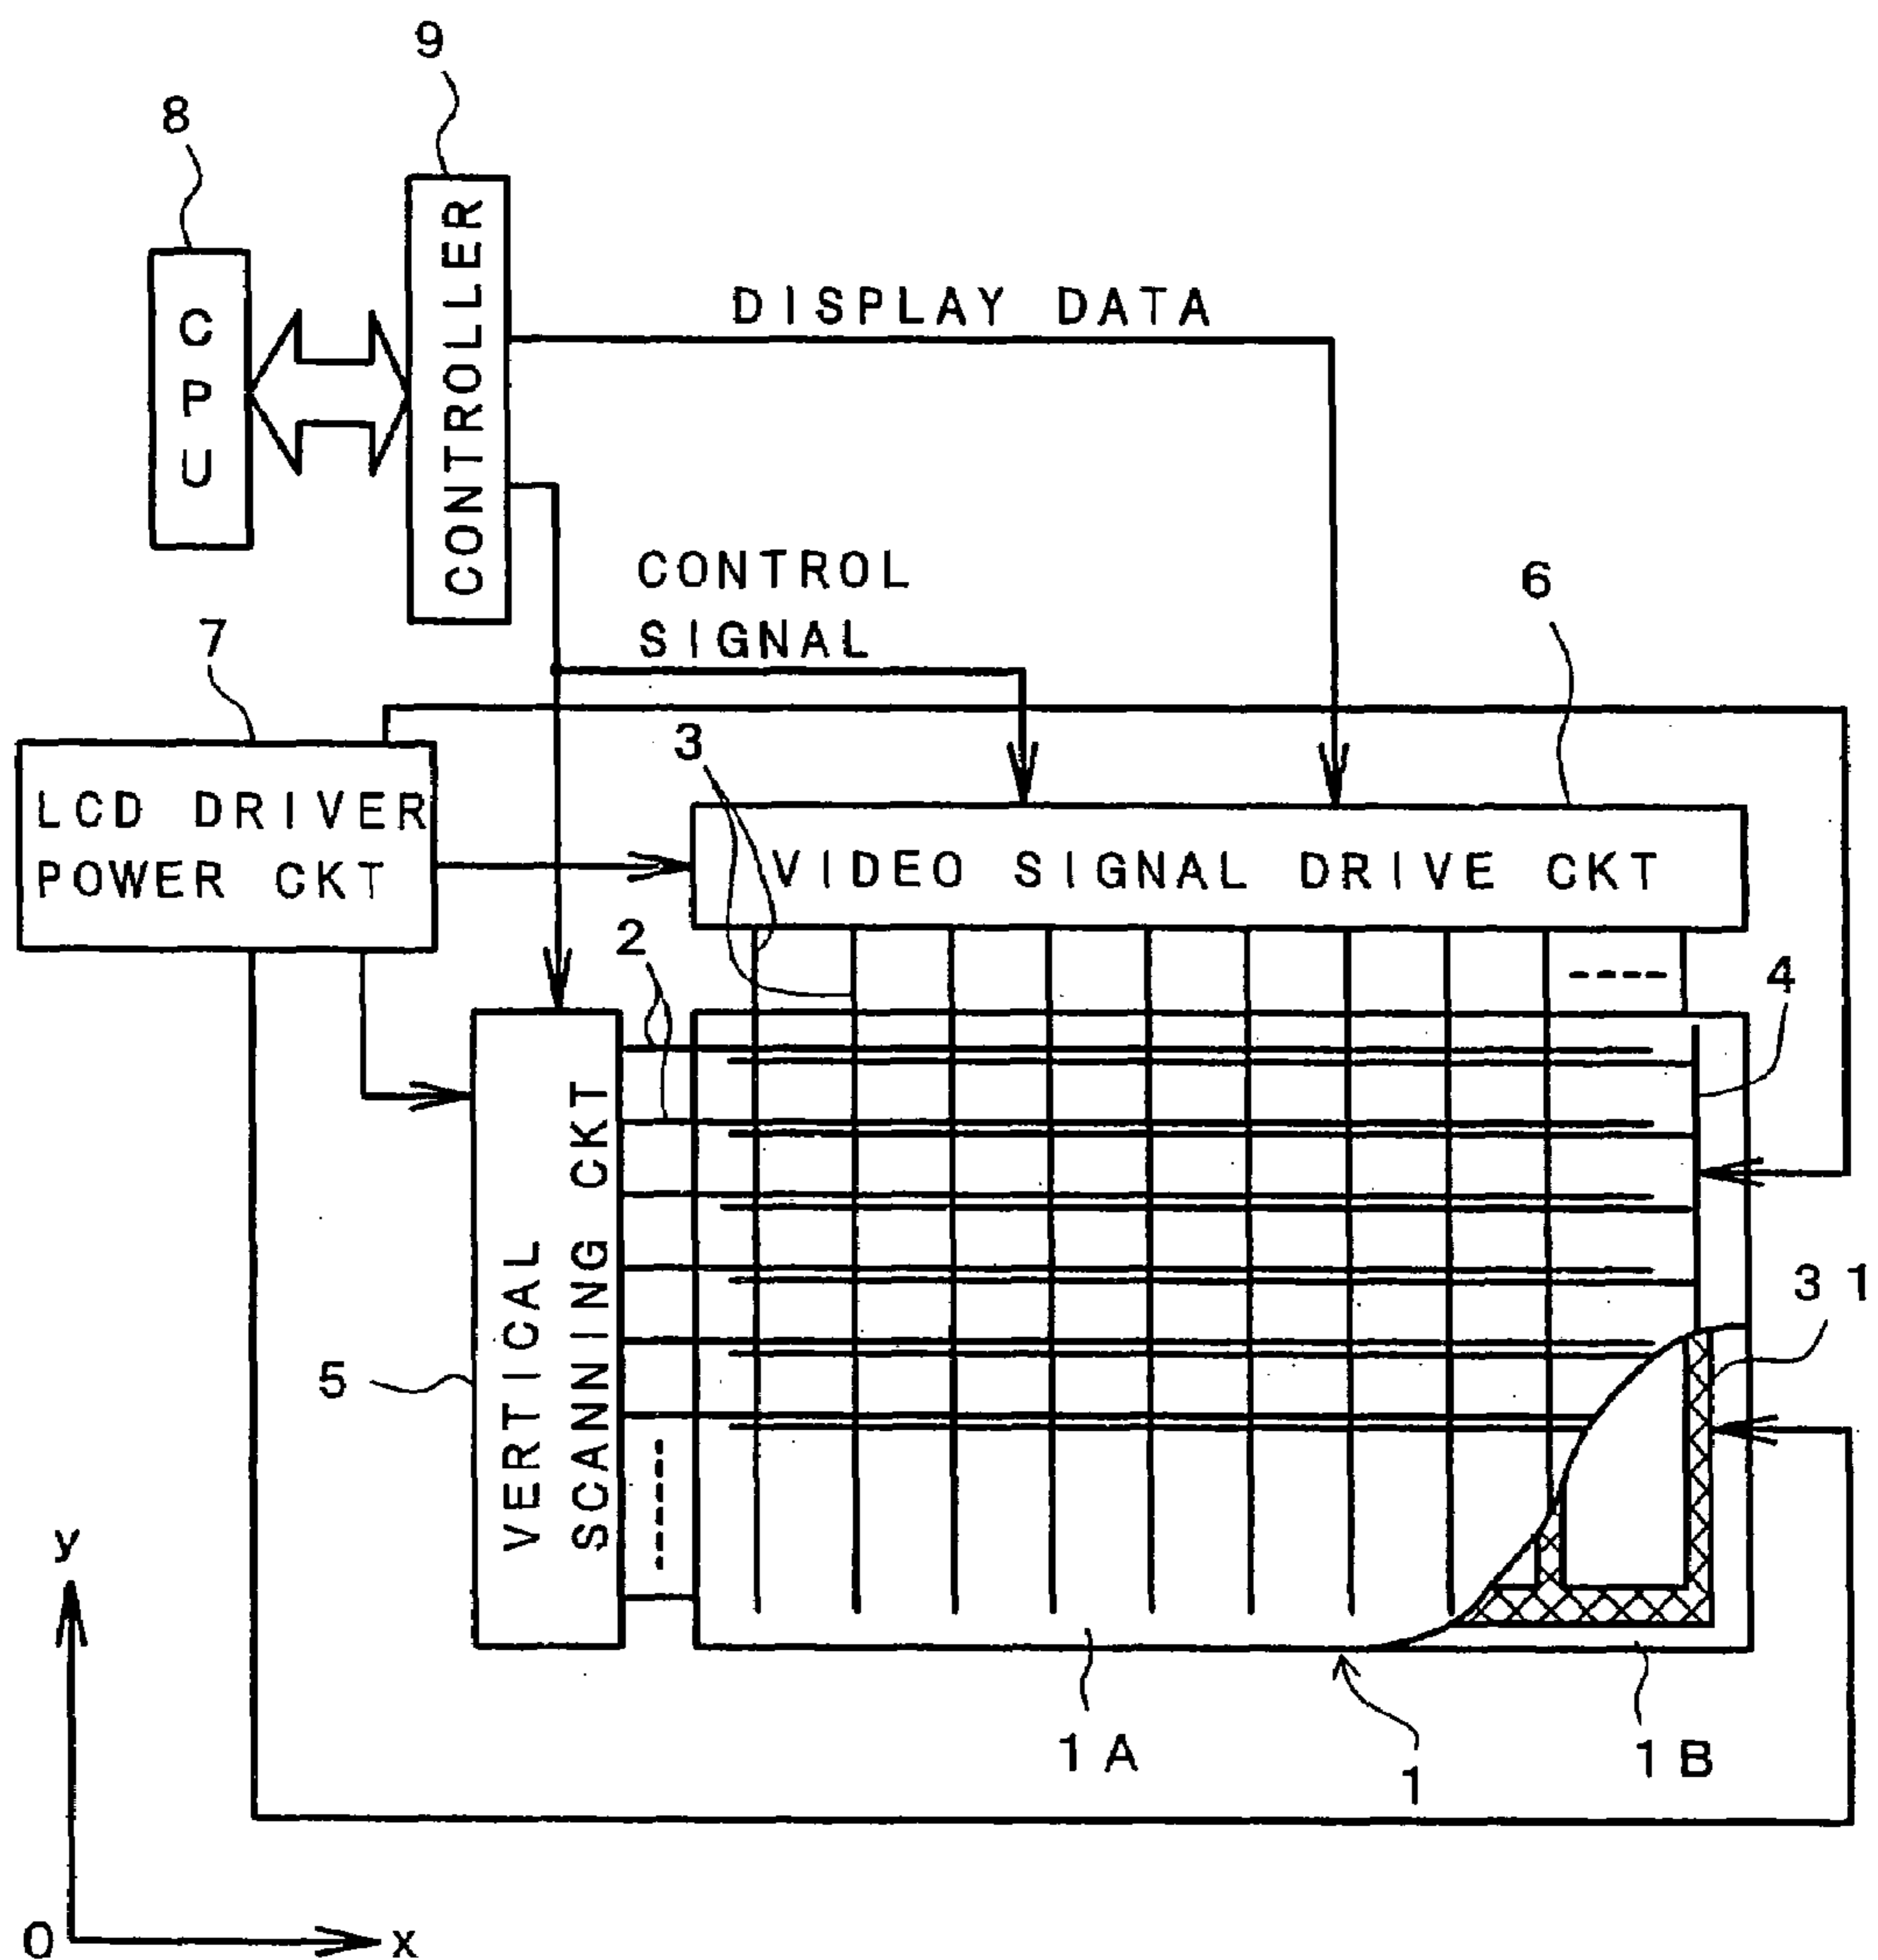 9
8
CPU
CONTROLLER
DISPLAY DATA
CONTROL
SIGNAL
6
7
3
LCD DRIVER
POWER CKT
VIDEO SIGNAL DRIVE CKT
2
4
VERTICAL
SCANNING CKT
31
5
y
1A
1
1B
O
x